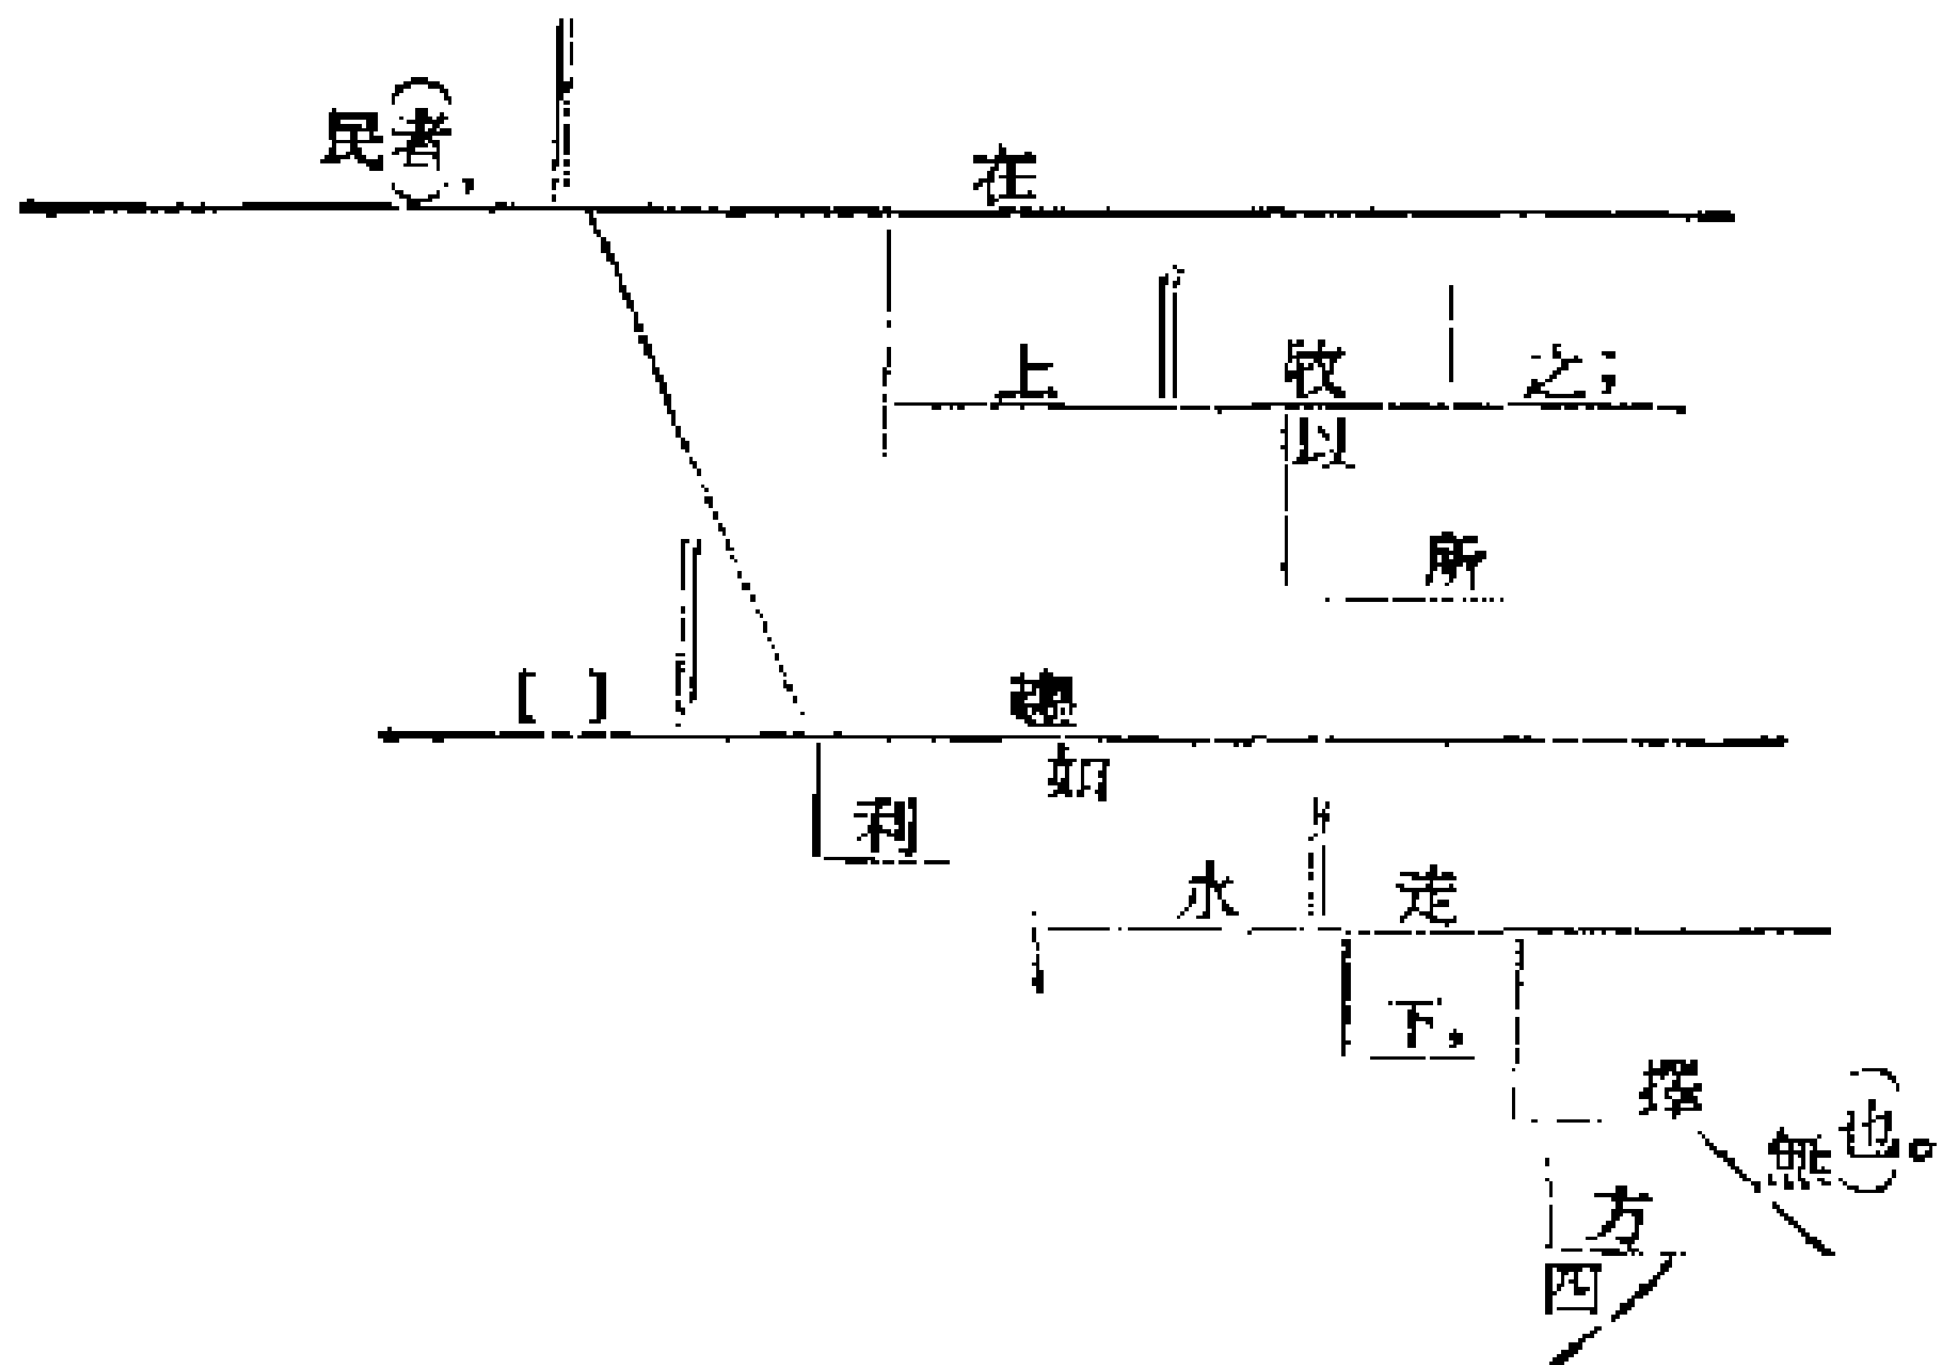 民(者),
在
上 牧 之;
以
所
[ ] 趨
如
利
水 走
下,
擇
無(也)。
方
四